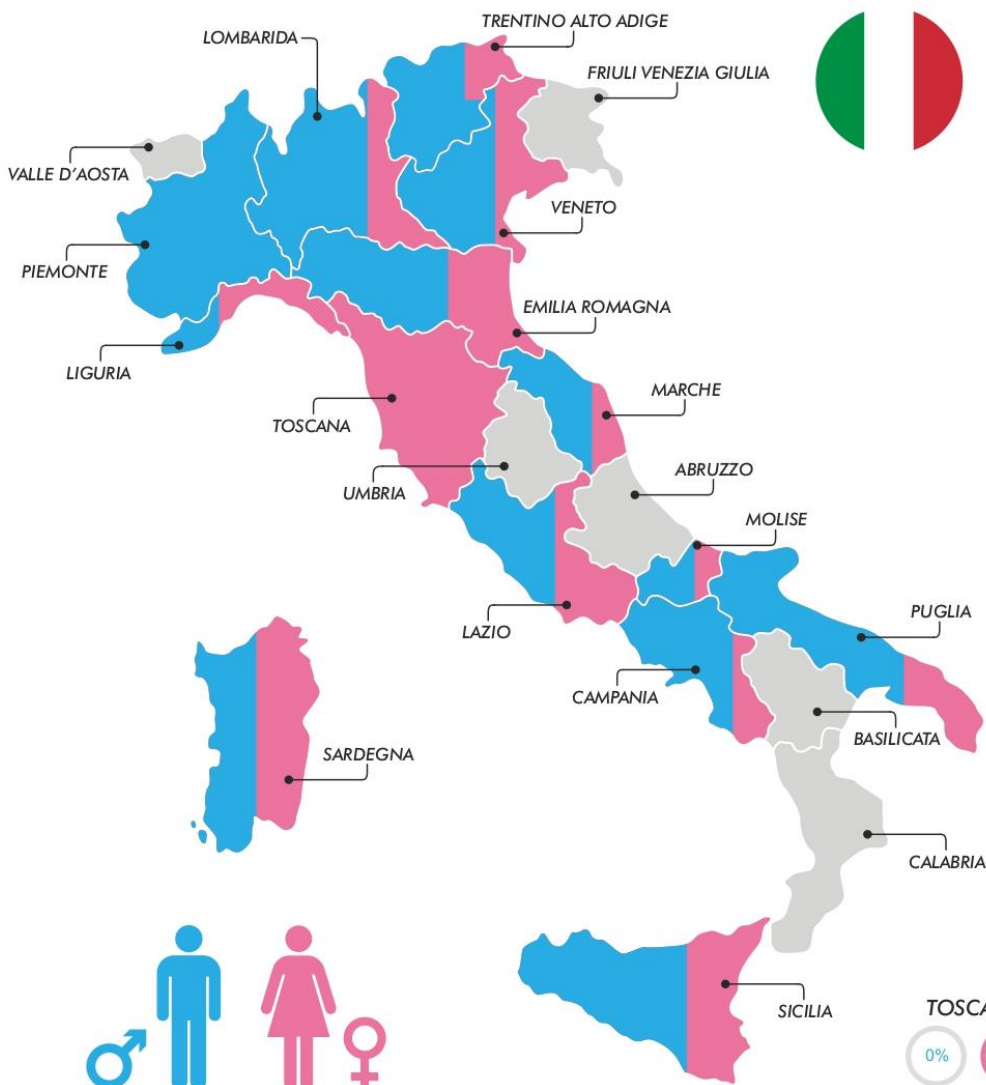 TRENTINO ALTO ADIGE
LOMBARIDA
FRIULI VENEZIA GIULIA
VALLE D'AOSTA
VENETO
PIEMONTE
EMILIA ROMAGNA
LIGURIA
MARCHE
TOSCANA
ABRUZZO
UMBRIA
MOLISE
PUGLIA
LAZIO
CAMPANIA
BASILICATA
SARDEGNA
CALABRIA
SICILIA
TOSCA
0%